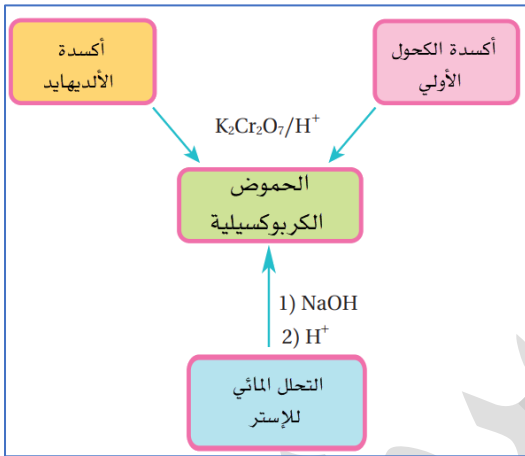 أكسدة الكحول
الأولي
أكسدة
الألديهايد
K₂Cr₂O₇/H⁺
الحموض
الكربوكسيلية
1) NaOH
2) H⁺
التحلل المائي
للإستر